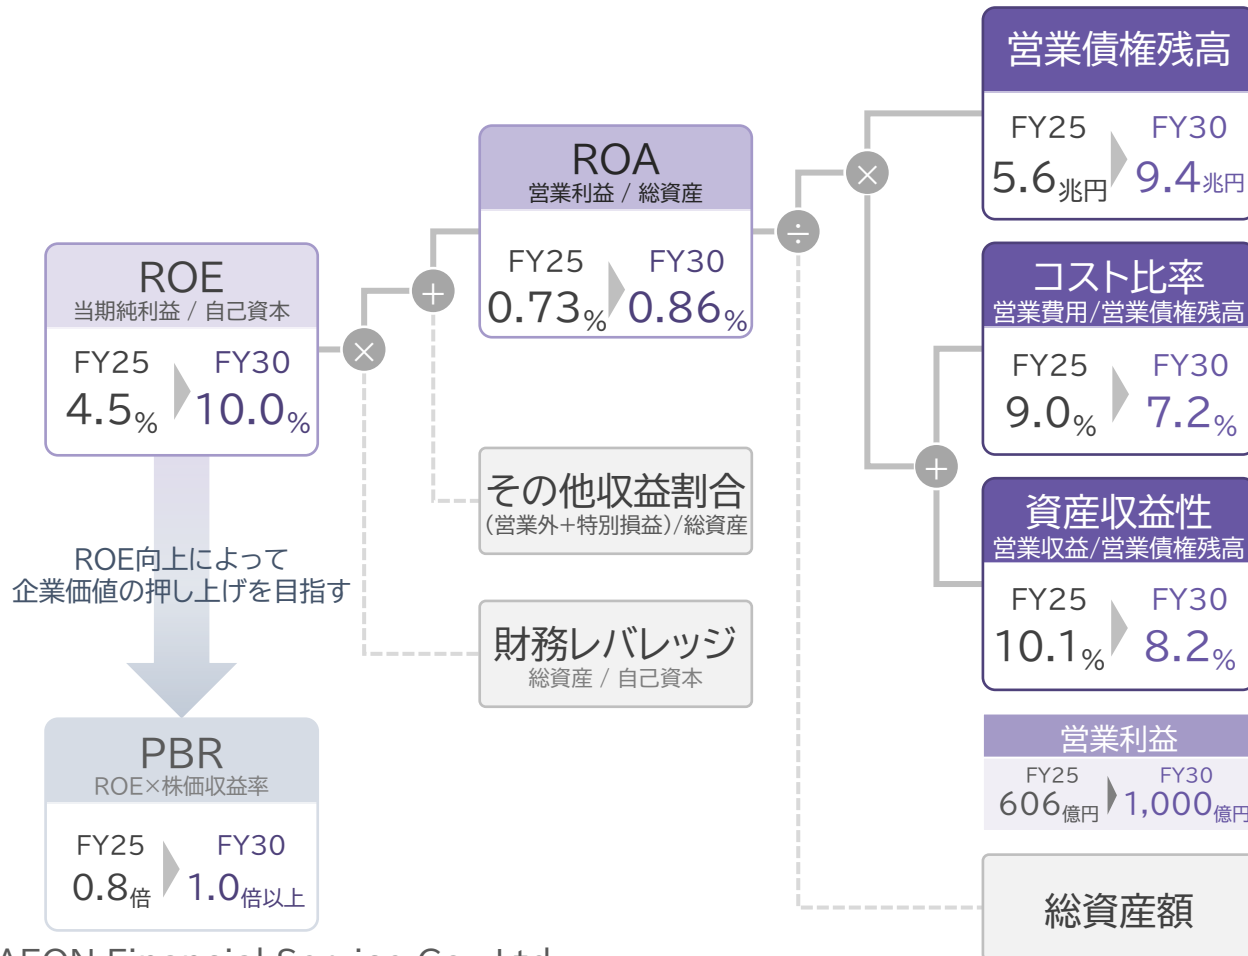 ROE
当期純利益 / 自己資本
FY25
FY30
4.5%
10.0%
ROE向上によって
企業価値の押し上げを目指す
PBR
ROE×株価収益率
FY25
FY30
0.8倍
1.0倍以上
×
+
ROA
営業利益 / 総資産
FY25
FY30
0.73%
0.86%
その他収益割合
(営業外+特別損益)/総資産
財務レバレッジ
総資産 / 自己資本
÷
×
+
営業債権残高
FY25
FY30
5.6兆円
9.4兆円
コスト比率
営業費用/営業債権残高
FY25
FY30
9.0%
7.2%
資産収益性
営業収益/営業債権残高
FY25
FY30
10.1%
8.2%
営業利益
FY25
FY30
606億円
1,000億円
総資産額